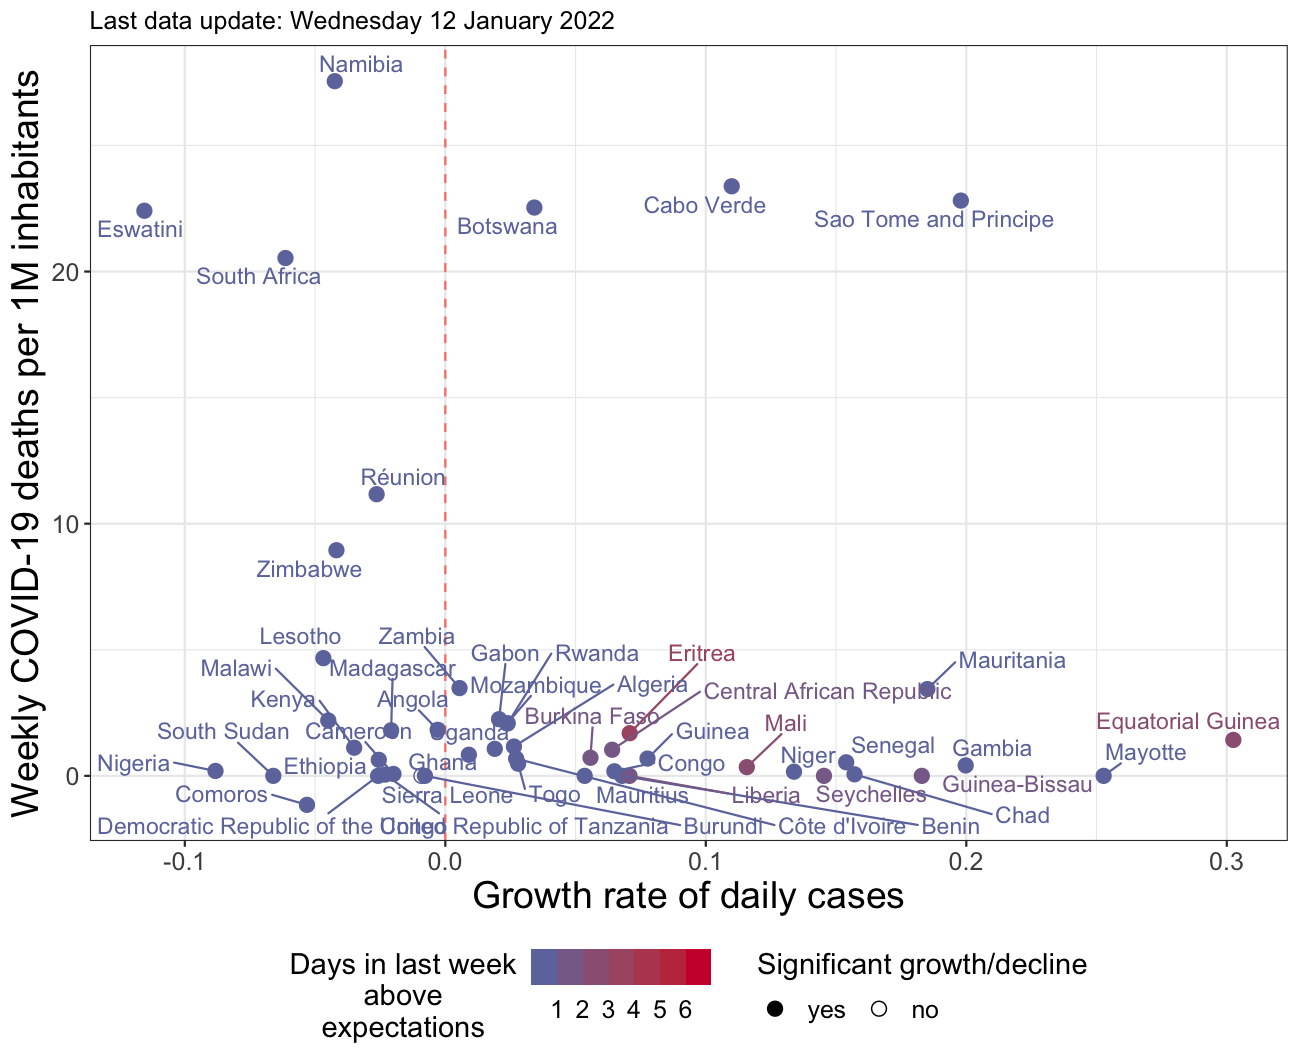 Last data update: Wednesday 12 January 2022
Weekly COVID-19 deaths per 1M inhabitants
Namibia
Cabo Verde
Sao Tome and Principe
Botswana
Eswatini
South Africa
20
Réunion
10
Zimbabwe
Lesotho
Zambia
Gabon
Rwanda
Eritrea
Mauritania
Malawi
Madagascar
Mozambique
Algeria
Central African Republic
Kenya
Angola
Burkina Faso
Mali
Equatorial Guinea
South Sudan
Cameroon
Uganda
Guinea
Senegal
Gambia
Mayotte
Nigeria
Ethiopia
Ghana
Congo
Niger
0
Guinea-Bissau
Comoros
Sierra Leone
Togo
Mauritius
Liberia
Seychelles
Chad
Democratic Republic of the Congo
United Republic of Tanzania
Burundi
Côte d'Ivoire
Benin
-0.1
0.0
0.1
0.2
0.3
Growth rate of daily cases
Days in last week
above
expectations
1 2 3 4 5 6
Significant growth/decline
yes
no